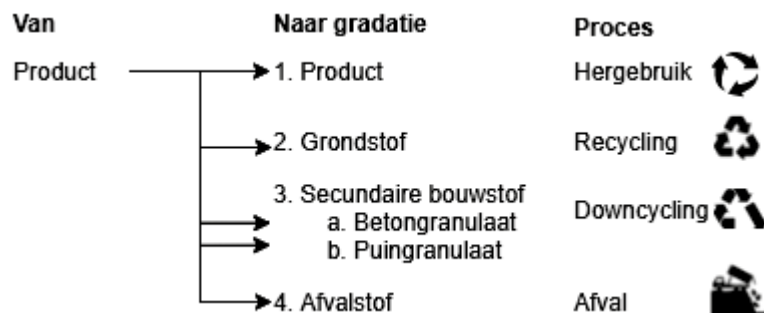 Van Naar gradatie Proces
Product 1. Product Hergebruik
2. Grondstof Recycling
3. Secundaire bouwstof
a. Betongranulaat Downcycling
b. Puingranulaat
4. Afvalstof Afval